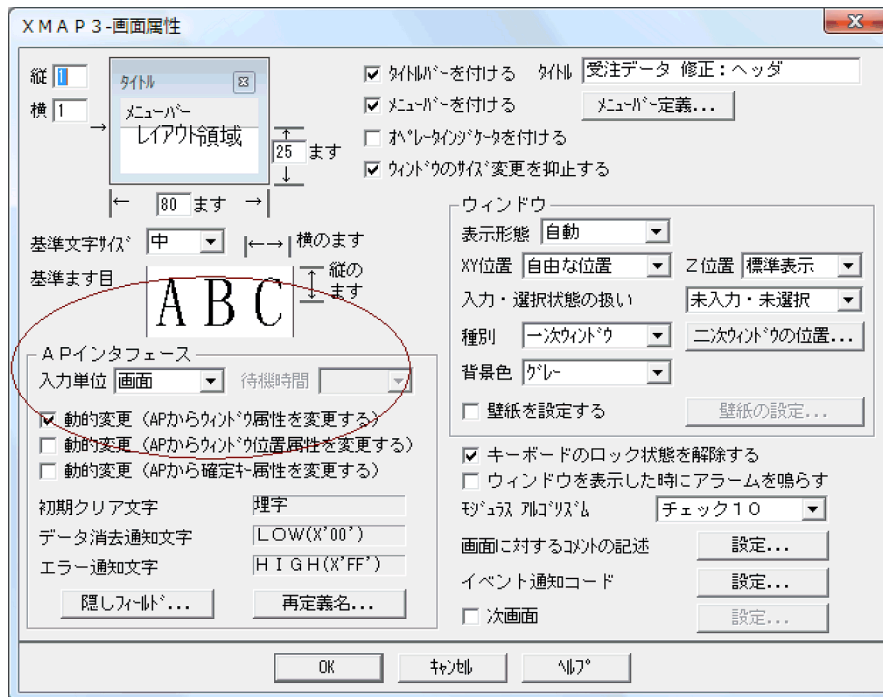 XMAP3-画面属性
縦 1
横 1
タイトル
メニューバー
レイアウト領域
25 ます
80 ます
基準文字サイズ 中
横のます
基準ます目
ABC
縦の
ます
APインタフェース
入力単位 画面 待機時間
動的変更(APからウィンドウ属性を変更する)
動的変更(APからウィンドウ位置属性を変更する)
動的変更(APから確定キー属性を変更する)
初期クリア文字 埋字
データ消去通知文字 LOW(X'00')
エラー通知文字 HIGH(X'FF')
隠しフィールド... 再定義名...
タイトルバーを付ける タイトル 受注データ 修正:ヘッダ
メニューバーを付ける メニューバー定義...
オペレータインジケータを付ける
ウィンドウのサイズ変更を抑止する
ウィンドウ
表示形態 自動
XY位置 自由な位置 Z位置 標準表示
入力・選択状態の扱い 未入力・未選択
種別 一次ウィンドウ 二次ウィンドウの位置...
背景色 グレー
壁紙を設定する 壁紙の設定...
キーボードのロック状態を解除する
ウィンドウを表示した時にアラームを鳴らす
モジュラス アルゴリズム チェック10
画面に対するコメントの記述 設定...
イベント通知コード 設定...
次画面 設定...
OK キャンセル ヘルプ